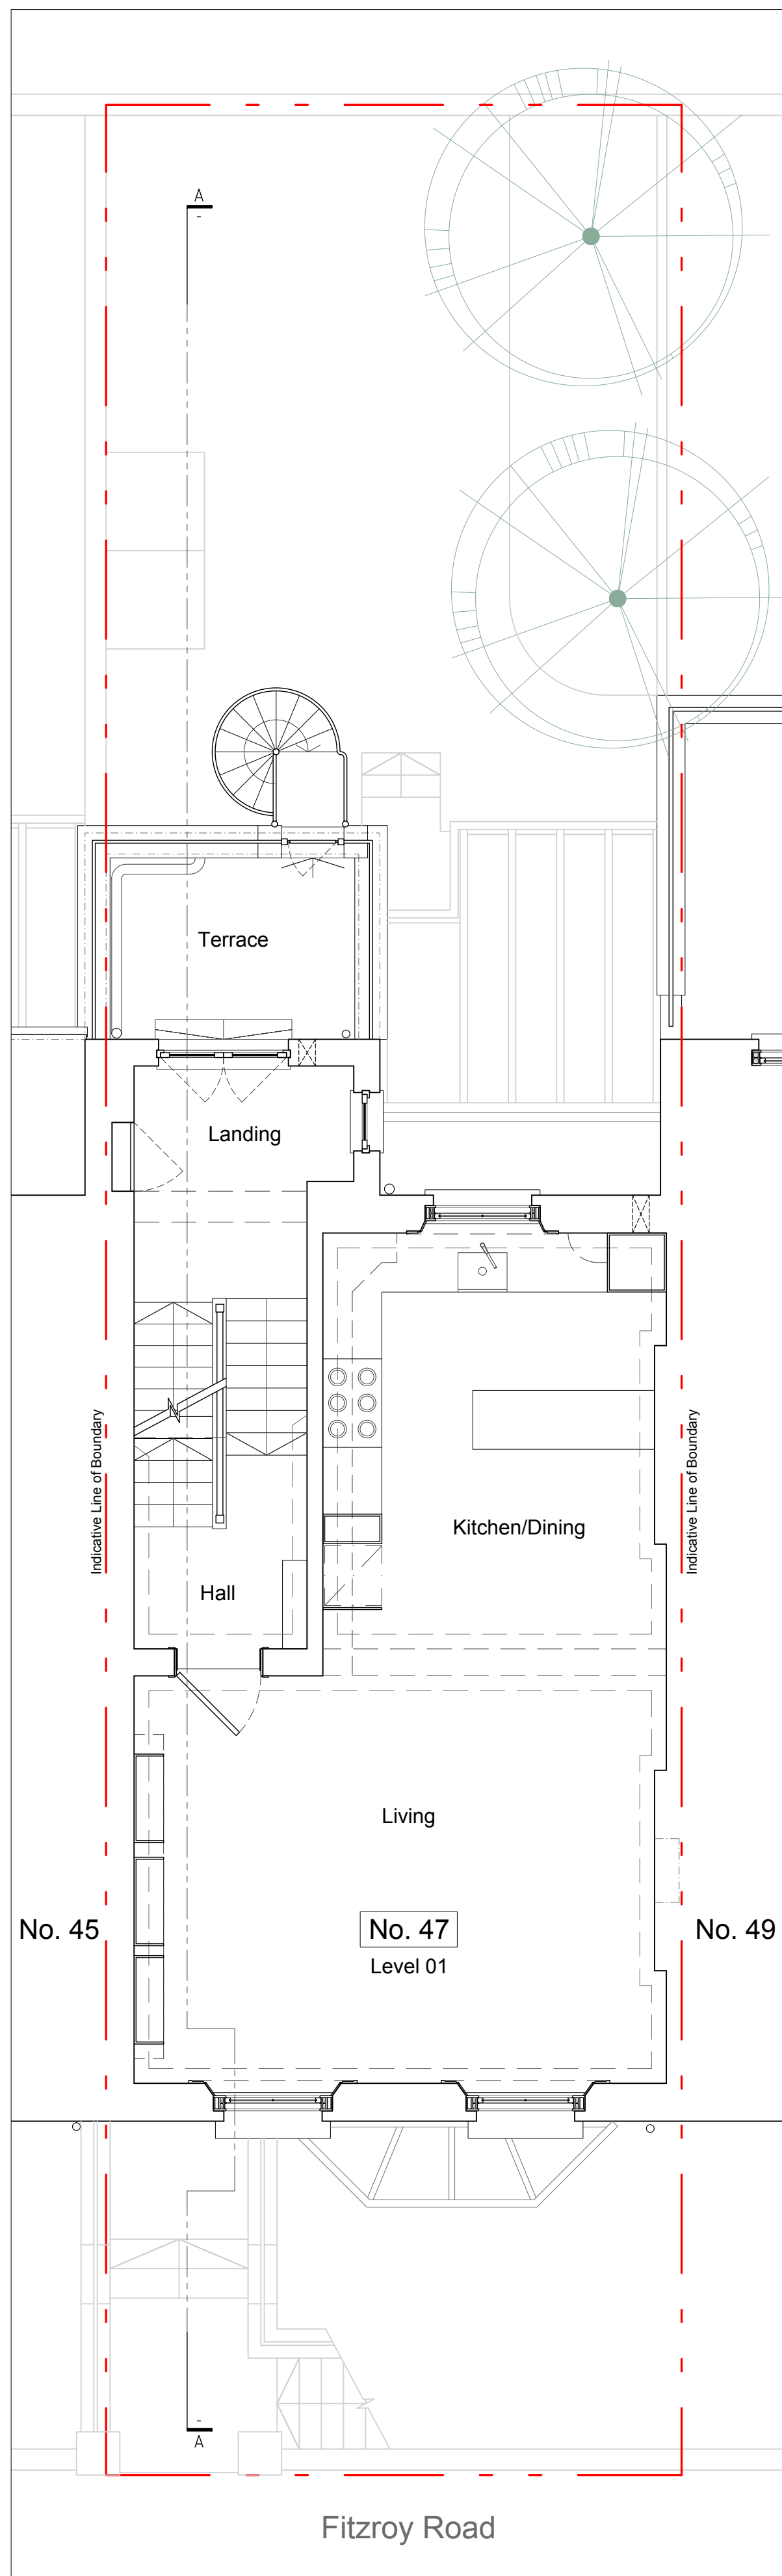 A
-
Terrace
Landing
Indicative Line of Boundary
Indicative Line of Boundary
Kitchen/Dining
Hall
Living
No. 45
No. 47
No. 49
Level 01
-
A
Fitzroy Road